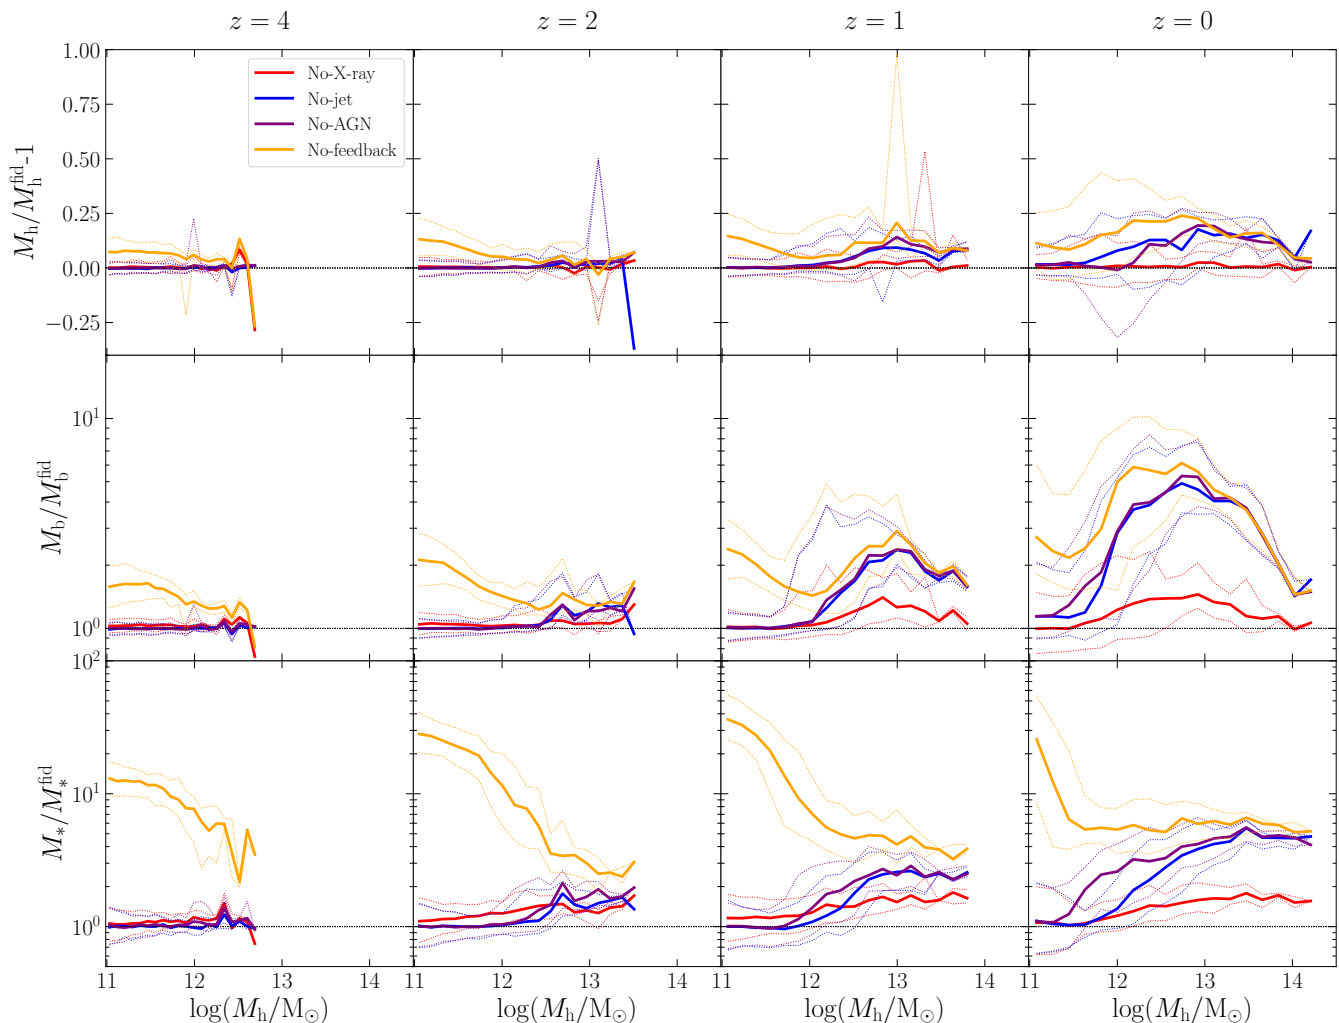 z = 4
z = 2
z = 1
z = 0
M_h/M_h^fid-1
1.00
0.75
0.50
0.25
0.00
−0.25
No-X-ray
No-jet
No-AGN
No-feedback
M_b/M_b^fid
10^1
10^0
M_*/M_*^fid
10^2
10^1
10^0
11 12 13 14
11 12 13 14
11 12 13 14
11 12 13 14
log(M_h/M_⊙)
log(M_h/M_⊙)
log(M_h/M_⊙)
log(M_h/M_⊙)